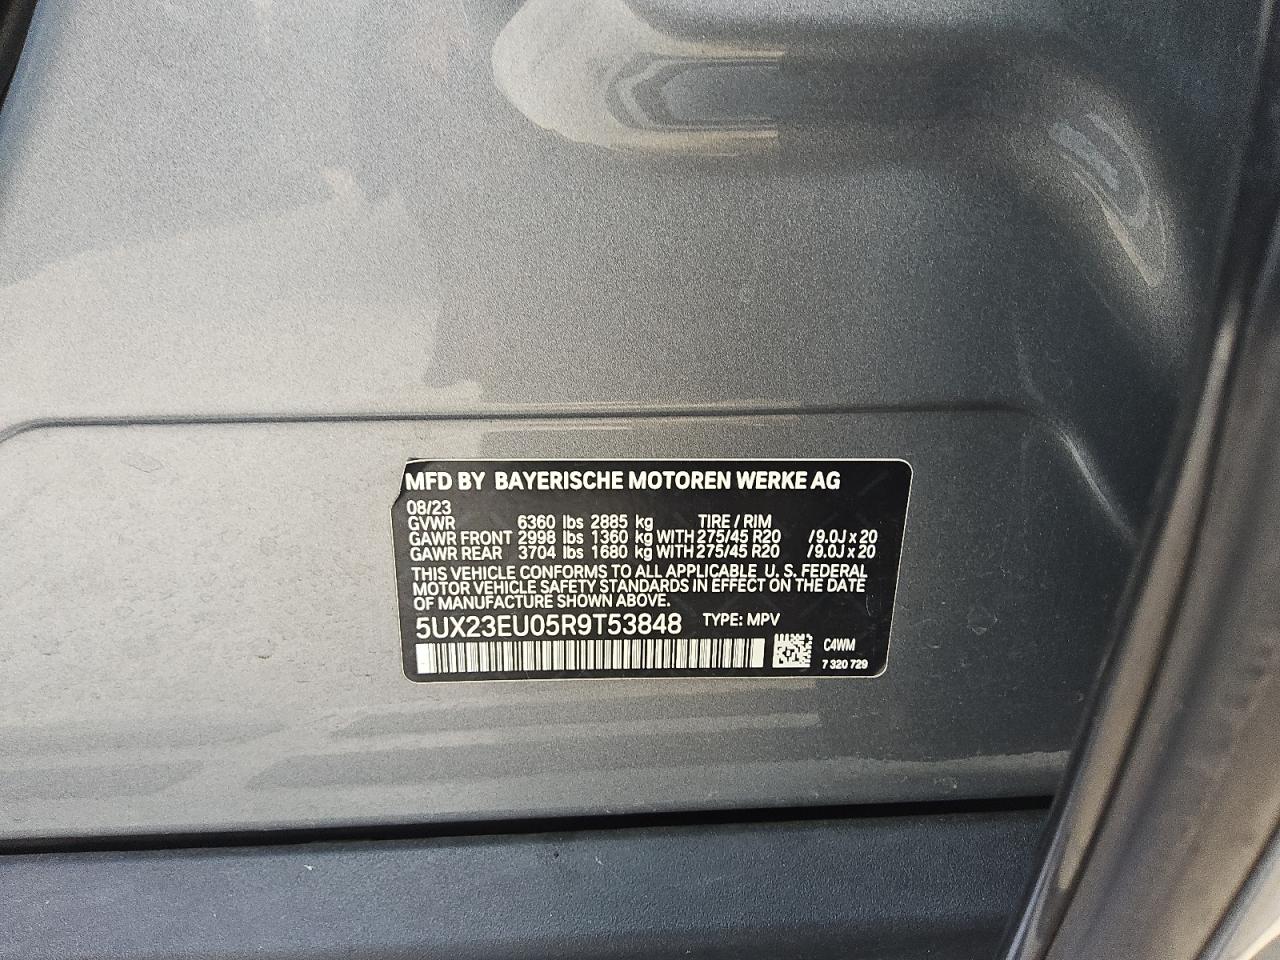 MFD BY BAYERISCHE MOTOREN WERKE AG
08/23
GVWR 6360 lbs 2885 kg TIRE / RIM
GAWR FRONT 2998 lbs 1360 kg WITH 275/45 R20 /9.0J x 20
GAWR REAR 3704 lbs 1680 kg WITH 275/45 R20 /9.0J x 20
THIS VEHICLE CONFORMS TO ALL APPLICABLE U. S. FEDERAL
MOTOR VEHICLE SAFETY STANDARDS IN EFFECT ON THE DATE
OF MANUFACTURE SHOWN ABOVE.
5UX23EU05R9T53848 TYPE: MPV
C4WM
7 320 729